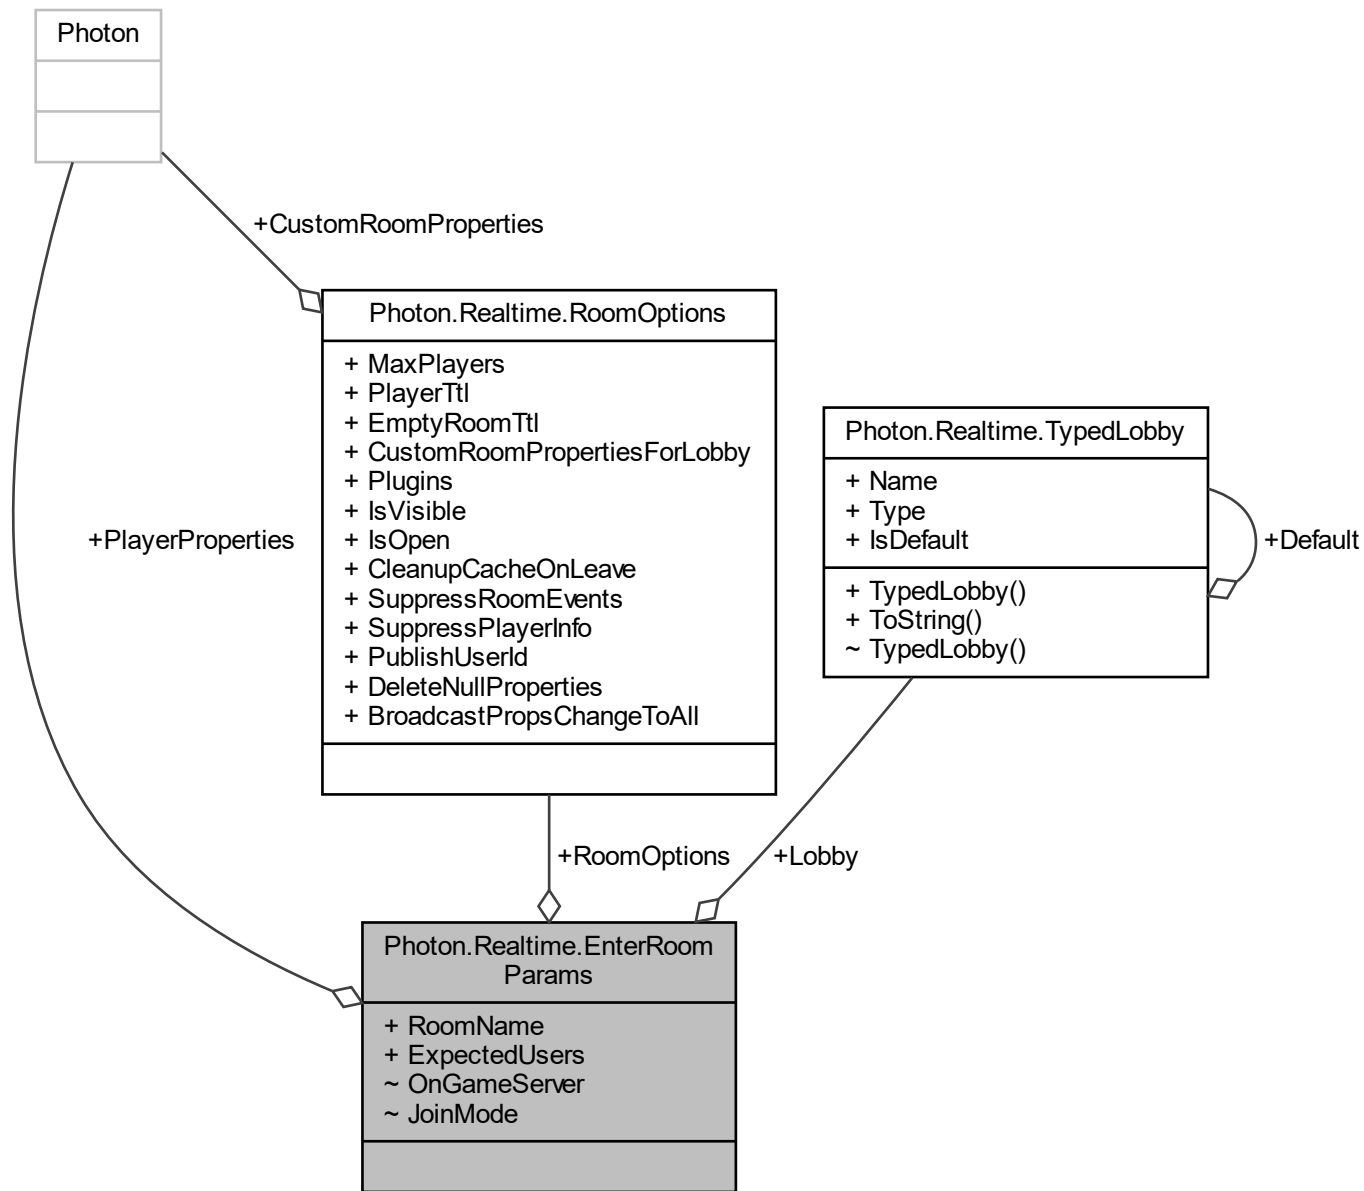 Photon
+CustomRoomProperties
Photon.Realtime.RoomOptions
+ MaxPlayers
+ PlayerTtl
+ EmptyRoomTtl
+ CustomRoomPropertiesForLobby
+ Plugins
+ IsVisible
+ IsOpen
+ CleanupCacheOnLeave
+ SuppressRoomEvents
+ SuppressPlayerInfo
+ PublishUserId
+ DeleteNullProperties
+ BroadcastPropsChangeToAll
Photon.Realtime.TypedLobby
+ Name
+ Type
+ IsDefault
+ TypedLobby()
+ ToString()
~ TypedLobby()
+Default
+PlayerProperties
+RoomOptions
+Lobby
Photon.Realtime.EnterRoom
Params
+ RoomName
+ ExpectedUsers
~ OnGameServer
~ JoinMode